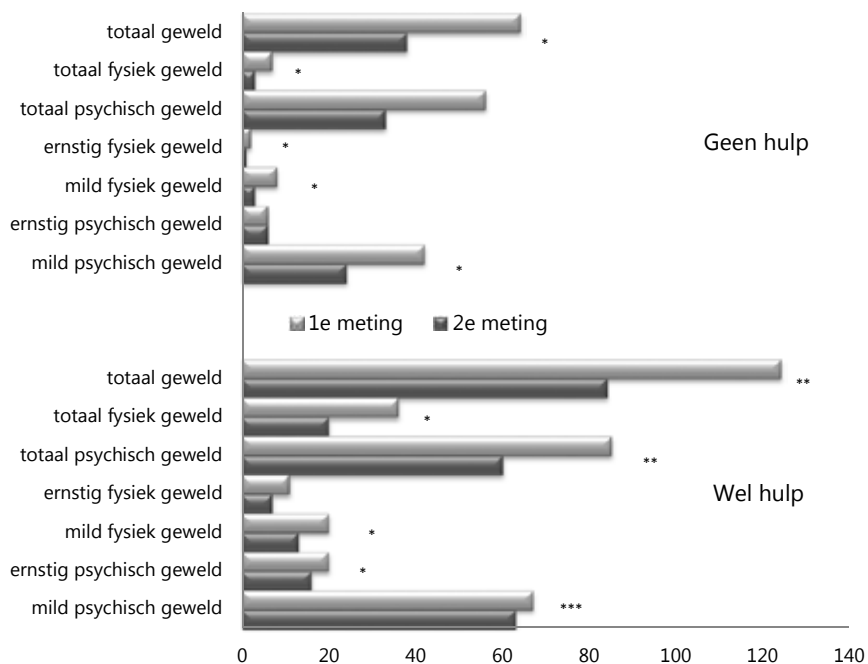 totaal geweld
*
totaal fysiek geweld
*
totaal psychisch geweld
ernstig fysiek geweld
*
Geen hulp
mild fysiek geweld
*
ernstig psychisch geweld
mild psychisch geweld
*
1e meting 2e meting
totaal geweld
**
totaal fysiek geweld
*
totaal psychisch geweld
**
ernstig fysiek geweld
Wel hulp
mild fysiek geweld
*
ernstig psychisch geweld
*
mild psychisch geweld
***
0 20 40 60 80 100 120 140